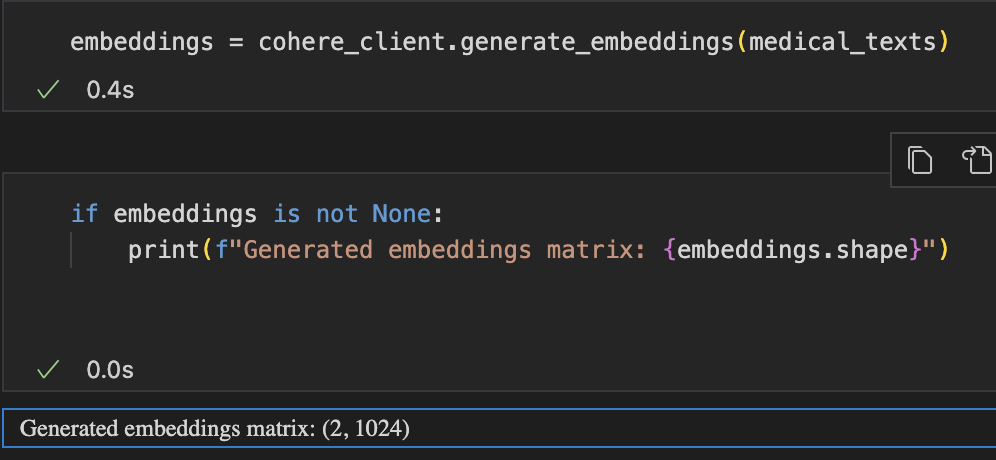 embeddings = cohere_client.generate_embeddings(medical_texts)
0.4s
if embeddings is not None:
print(f"Generated embeddings matrix: {embeddings.shape}")
0.0s
Generated embeddings matrix: (2, 1024)